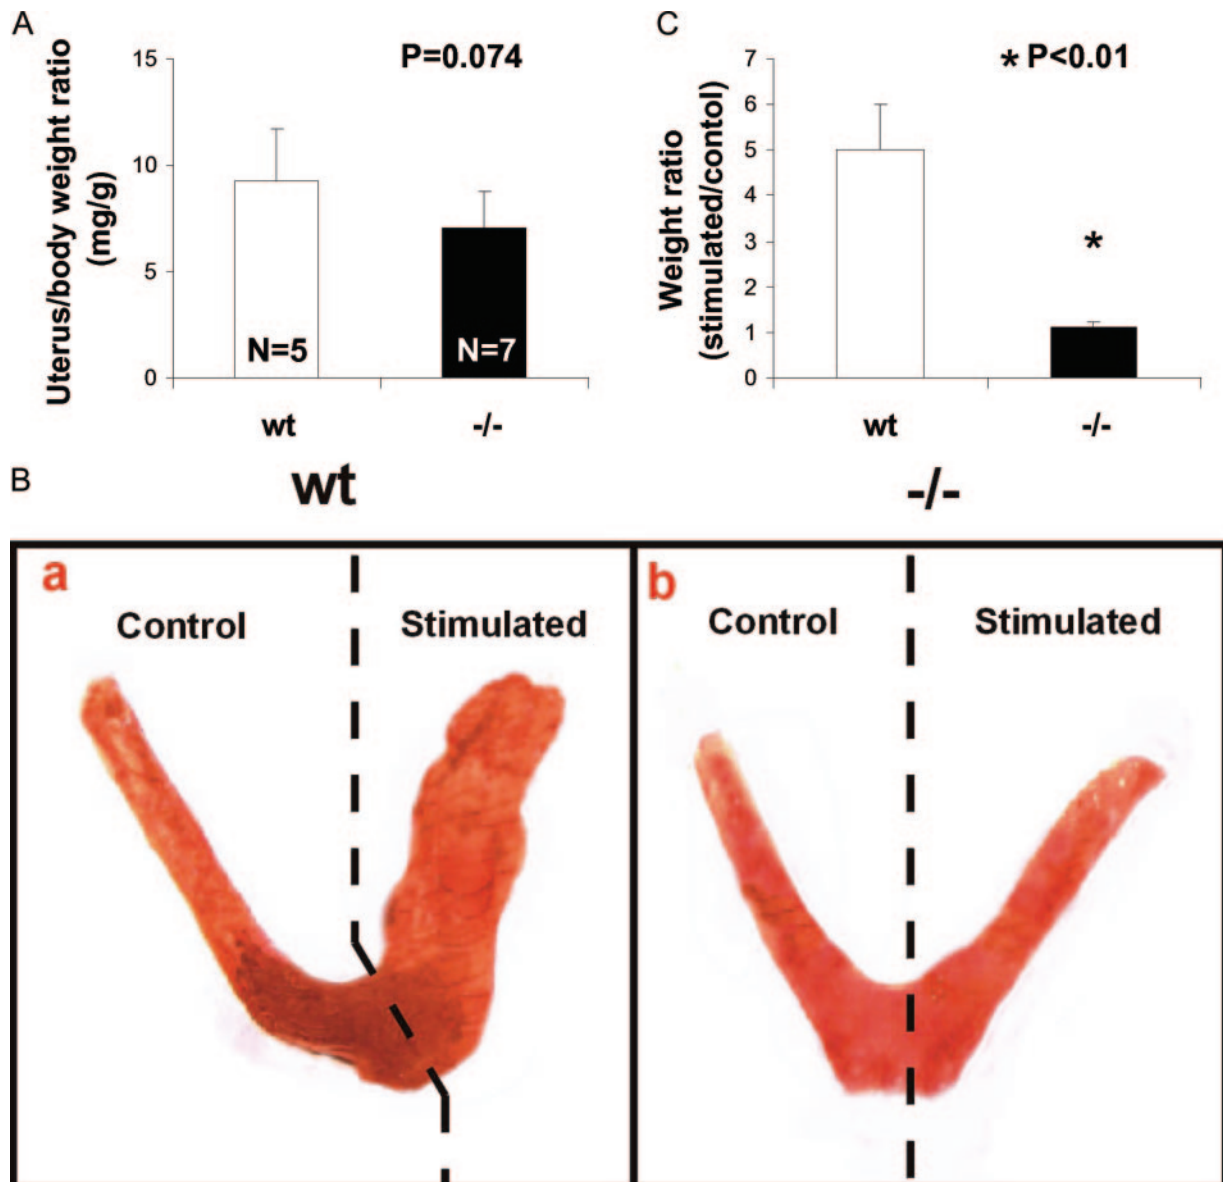 A
Uterus/body weight ratio
(mg/g)
15
10
5
0
P=0.074
N=5
N=7
wt
-/-
C
Weight ratio
(stimulated/contol)
7
6
5
4
3
2
1
0
* P<0.01
*
wt
-/-
B
wt
-/-
a
Control
Stimulated
b
Control
Stimulated